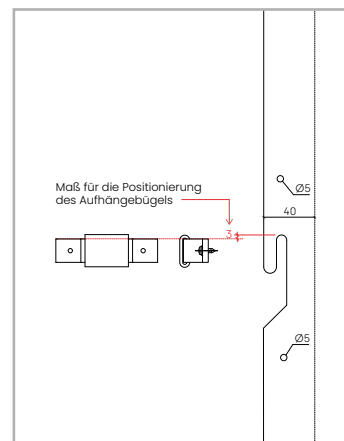 Ø5
Maß für die Positionierung
des Aufhängebügels
40
3
Ø5